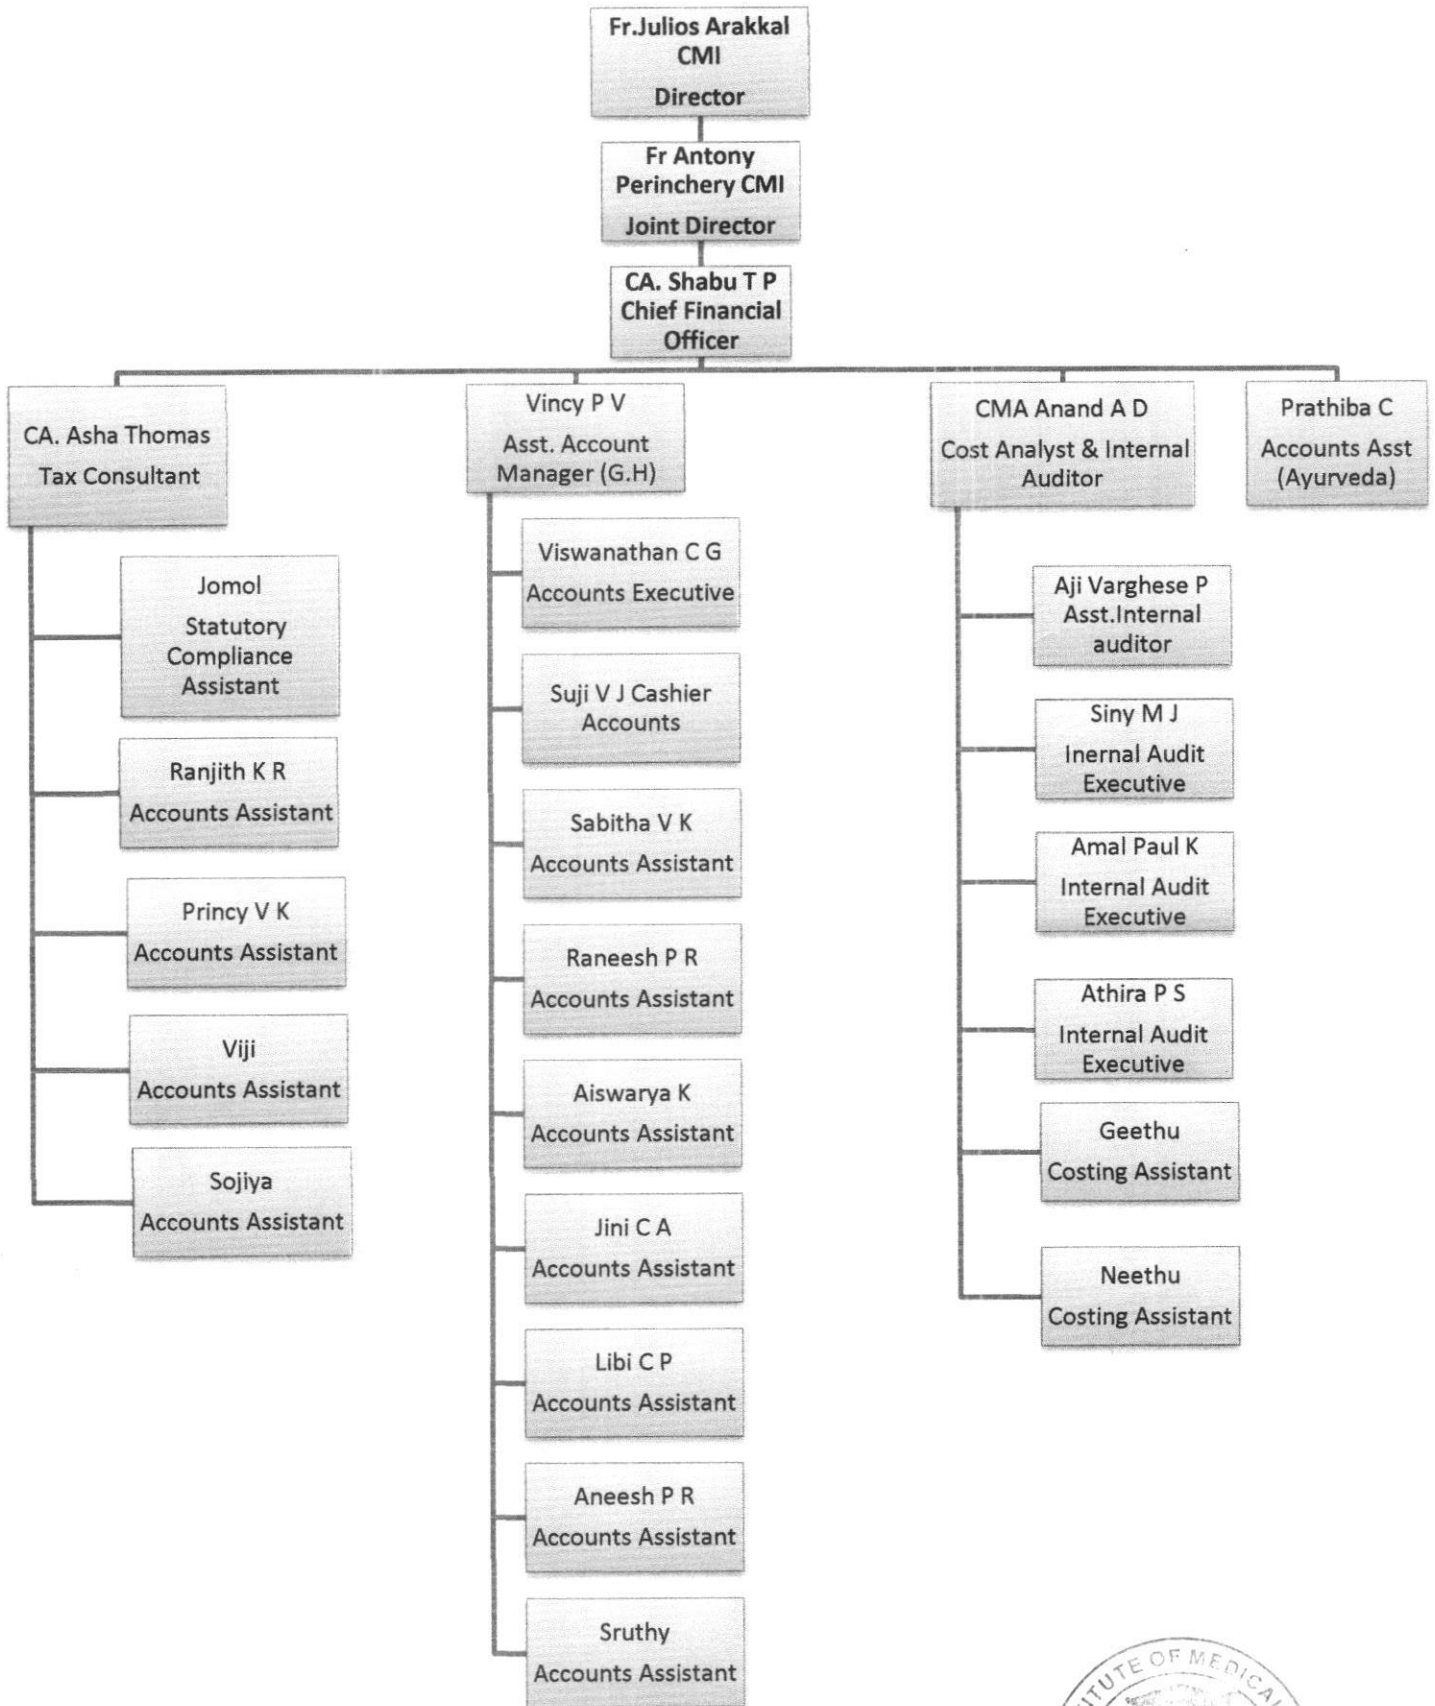 Fr.Julios Arakkal
CMI
Director
Fr Antony
Perinchery CMI
Joint Director
CA. Shabu T P
Chief Financial
Officer
CA. Asha Thomas
Tax Consultant
Jomol
Statutory
Compliance
Assistant
Ranjith K R
Accounts Assistant
Princy V K
Accounts Assistant
Viji
Accounts Assistant
Sojiya
Accounts Assistant
Vincy P V
Asst. Account
Manager (G.H)
Viswanathan C G
Accounts Executive
Suji V J Cashier
Accounts
Sabitha V K
Accounts Assistant
Raneesh P R
Accounts Assistant
Aiswarya K
Accounts Assistant
Jini C A
Accounts Assistant
Libi C P
Accounts Assistant
Aneesh P R
Accounts Assistant
Sruthy
Accounts Assistant
CMA Anand A D
Cost Analyst & Internal
Auditor
Aji Varghese P
Asst.Internal
auditor
Siny M J
Inernal Audit
Executive
Amal Paul K
Internal Audit
Executive
Athira P S
Internal Audit
Executive
Geethu
Costing Assistant
Neethu
Costing Assistant
Prathiba C
Accounts Asst
(Ayurveda)
OF MEDICA